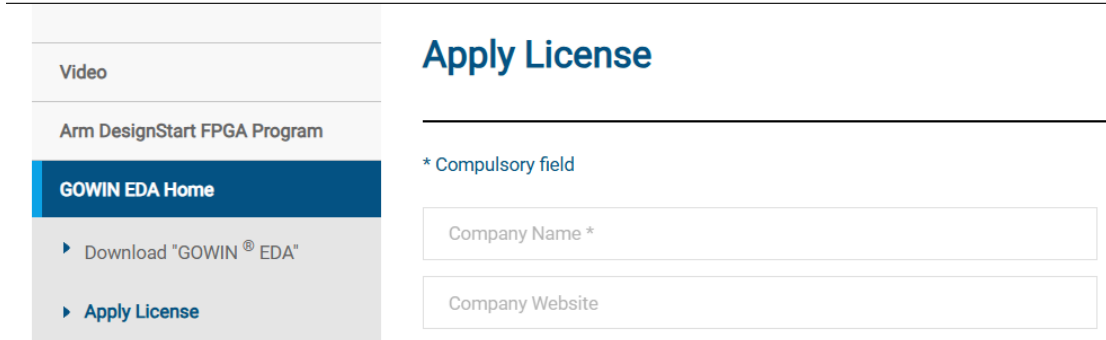 Video
Arm DesignStart FPGA Program
GOWIN EDA Home
Download "GOWIN ® EDA"
Apply License
Apply License
* Compulsory field
Company Name *
Company Website